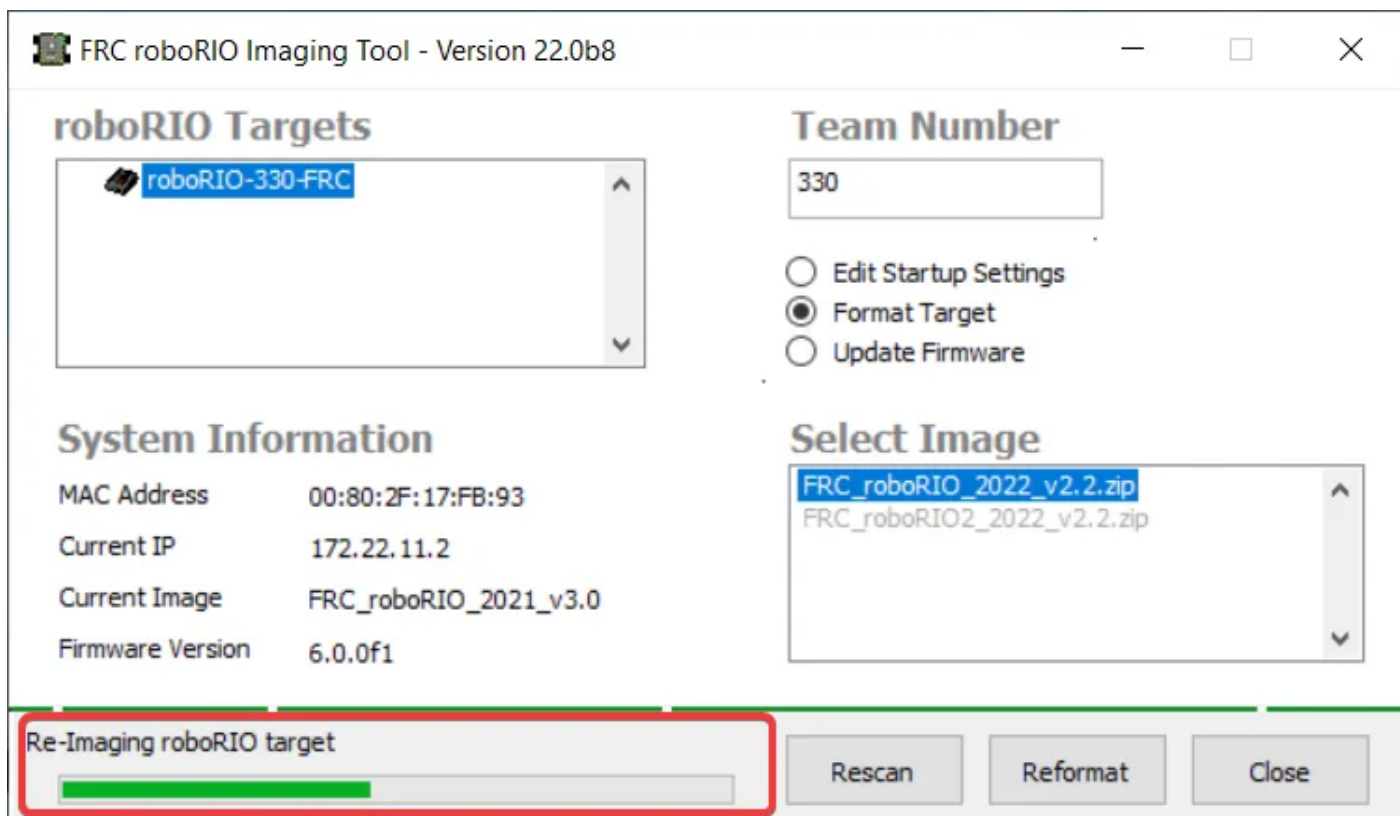 FRC roboRIO Imaging Tool - Version 22.0b8
roboRIO Targets
roboRIO-330-FRC
Team Number
330
Edit Startup Settings
Format Target
Update Firmware
System Information
MAC Address 00:80:2F:17:FB:93
Current IP 172.22.11.2
Current Image FRC_roboRIO_2021_v3.0
Firmware Version 6.0.0f1
Select Image
FRC_roboRIO_2022_v2.2.zip
FRC_roboRIO2_2022_v2.2.zip
Re-Imaging roboRIO target
Rescan Reformat Close